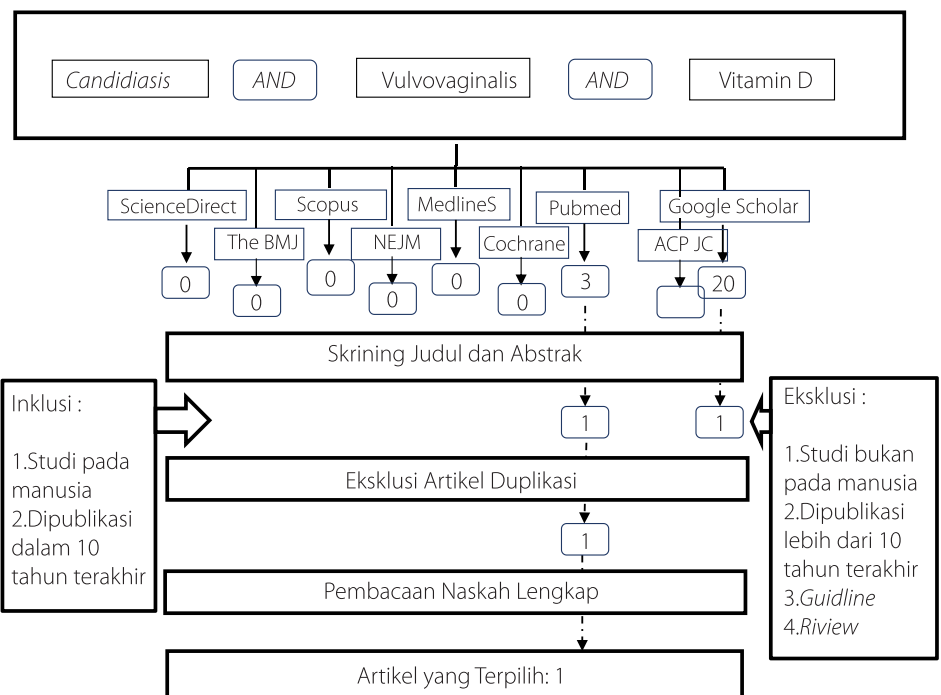 Candidiasis AND Vulvovaginalis AND Vitamin D
ScienceDirect Scopus MedlineS Pubmed Google Scholar
The BMJ NEJM Cochrane ACP JC
0 0 0 3 20
0 0 0
Skrining Judul dan Abstrak
Inklusi :
1.Studi pada
manusia
2.Dipublikasi
dalam 10
tahun terakhir
1 1
Eksklusi :
1.Studi bukan
pada manusia
2.Dipublikasi
lebih dari 10
tahun terakhir
3.Guidline
4.Riview
Eksklusi Artikel Duplikasi
1
Pembacaan Naskah Lengkap
Artikel yang Terpilih: 1